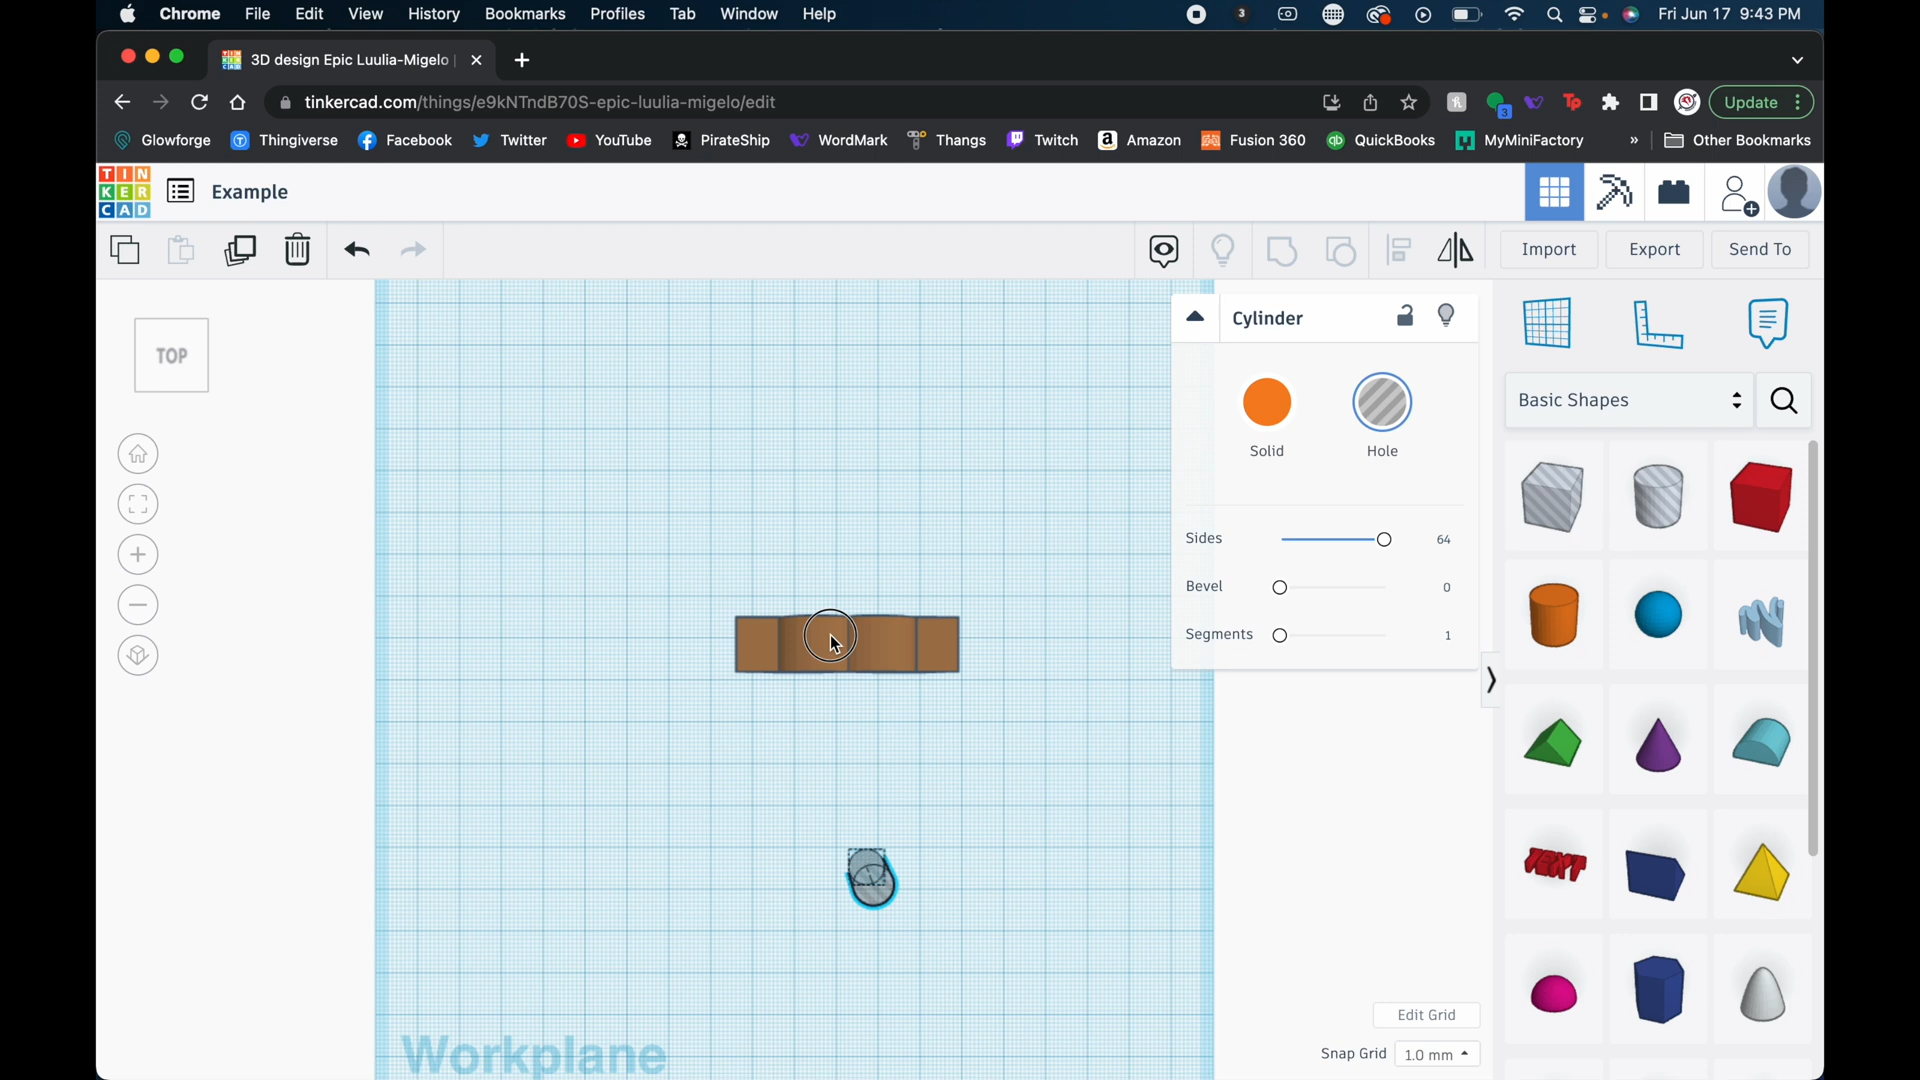 Chrome File Edit View History Bookmarks Profiles Tab Window Help 3 Fri Jun 17 9:43 PM
3D design Epic Luulia-Migelo
tinkercad.com/things/e9kNTndB70S-epic-luulia-migelo/edit 3 Update
Glowforge Thingiverse Facebook Twitter YouTube PirateShip WordMark Thangs Twitch Amazon Fusion 360 QuickBooks MyMiniFactory » Other Bookmarks
TIN
KER
CAD
Example
Import Export Send To
TOP
Cylinder
Solid Hole
Sides 64
Bevel 0
Segments 1
Basic Shapes
TEXT
Workplane
Edit Grid
Snap Grid 1.0 mm